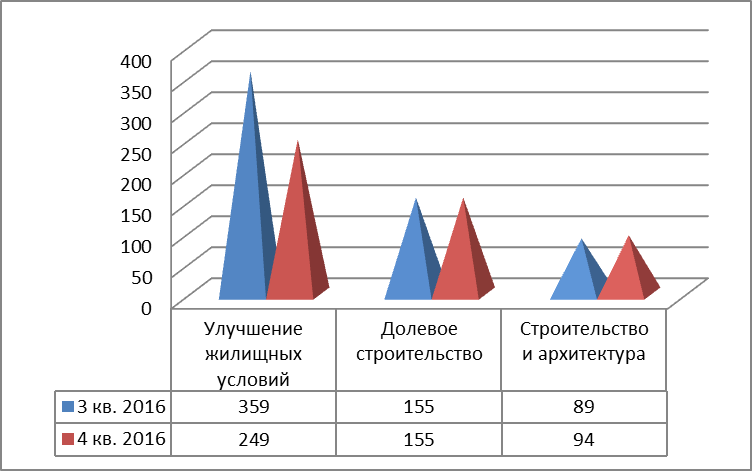 400
350
300
250
200
150
100
50
0
Улучшение
жилищных
условий
Долевое
строительство
Строительство
и архитектура
3 кв. 2016 359 155 89
4 кв. 2016 249 155 94